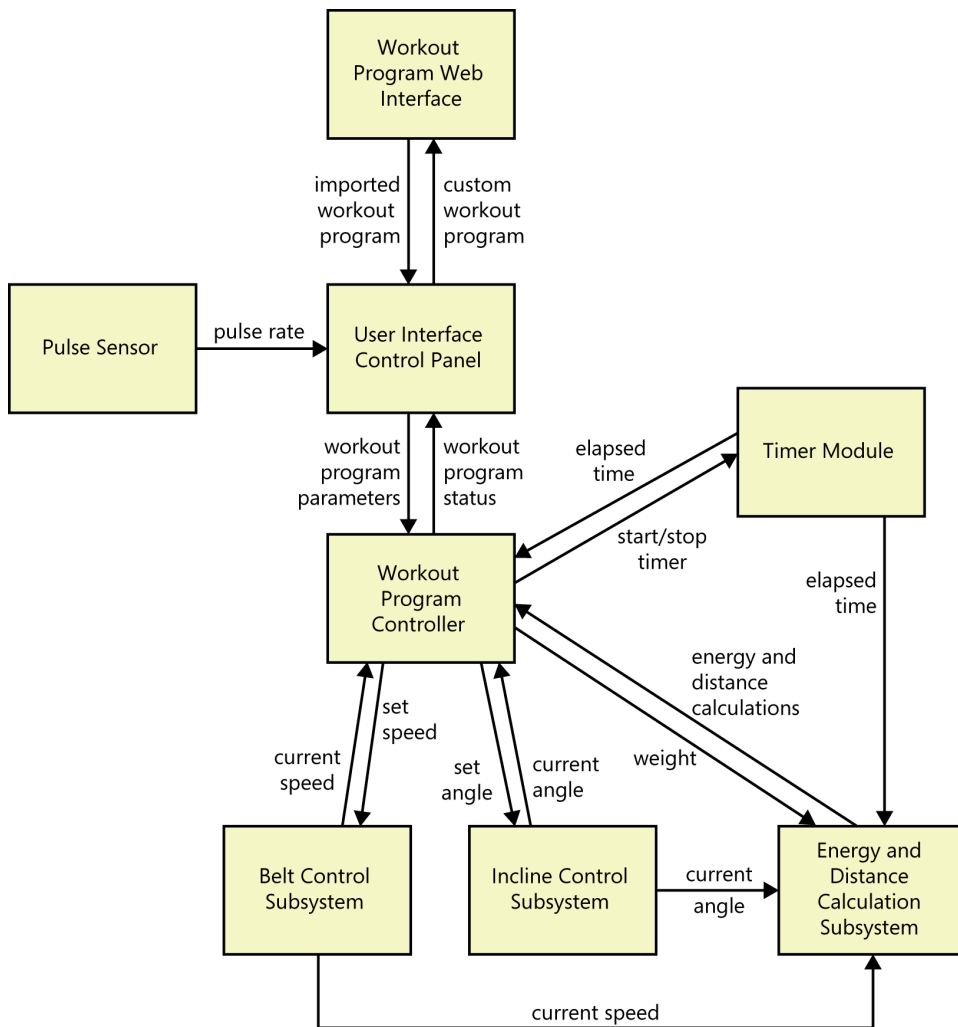 Workout
Program Web
Interface
imported
workout
program
custom
workout
program
Pulse Sensor
pulse rate
User Interface
Control Panel
workout
program
parameters
workout
program
status
elapsed
time
Timer Module
start/stop
timer
elapsed
time
Workout
Program
Controller
energy and
distance
calculations
set
speed
current
speed
set
angle
current
angle
weight
Belt Control
Subsystem
Incline Control
Subsystem
current
angle
Energy and
Distance
Calculation
Subsystem
current speed